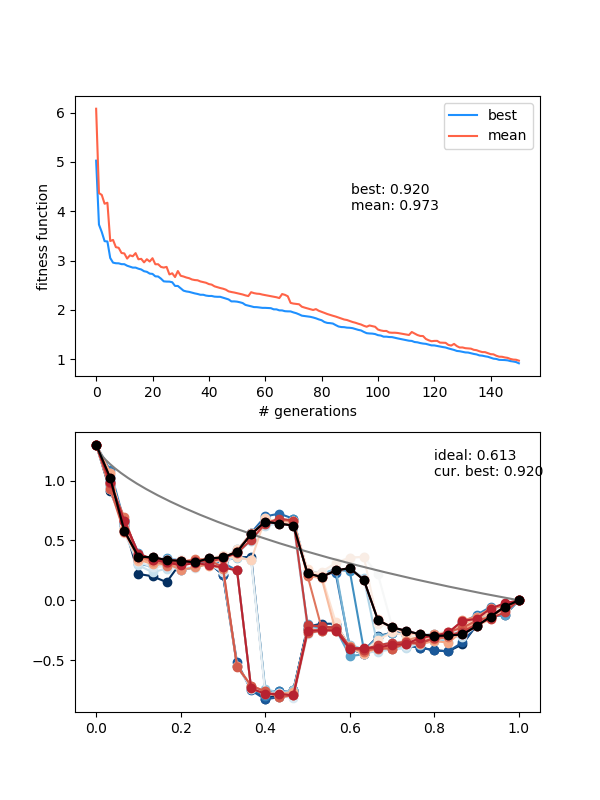 6
5
4
3
2
1
fitness function
best
mean
best: 0.920
mean: 0.973
0 20 40 60 80 100 120 140
# generations
ideal: 0.613
cur. best: 0.920
1.0
0.5
0.0
−0.5
0.0 0.2 0.4 0.6 0.8 1.0